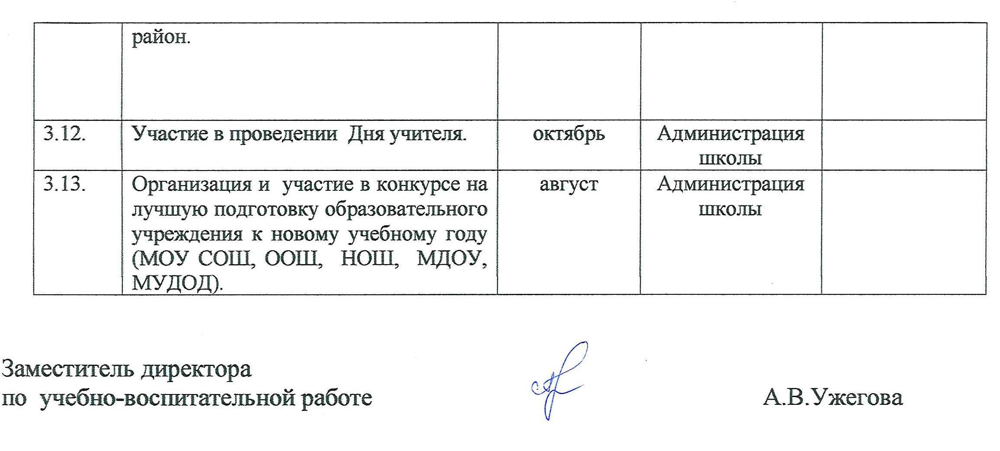 район.
3.12. Участие в проведении Дня учителя. октябрь Администрация
школы
3.13. Организация и участие в конкурсе на август Администрация
лучшую подготовку образовательного школы
учреждения к новому учебному году
(МОУ СОШ, ООШ, НОШ, МДОУ,
МУДОД).
Заместитель директора
по учебно-воспитательной работе А.В.Ужегова